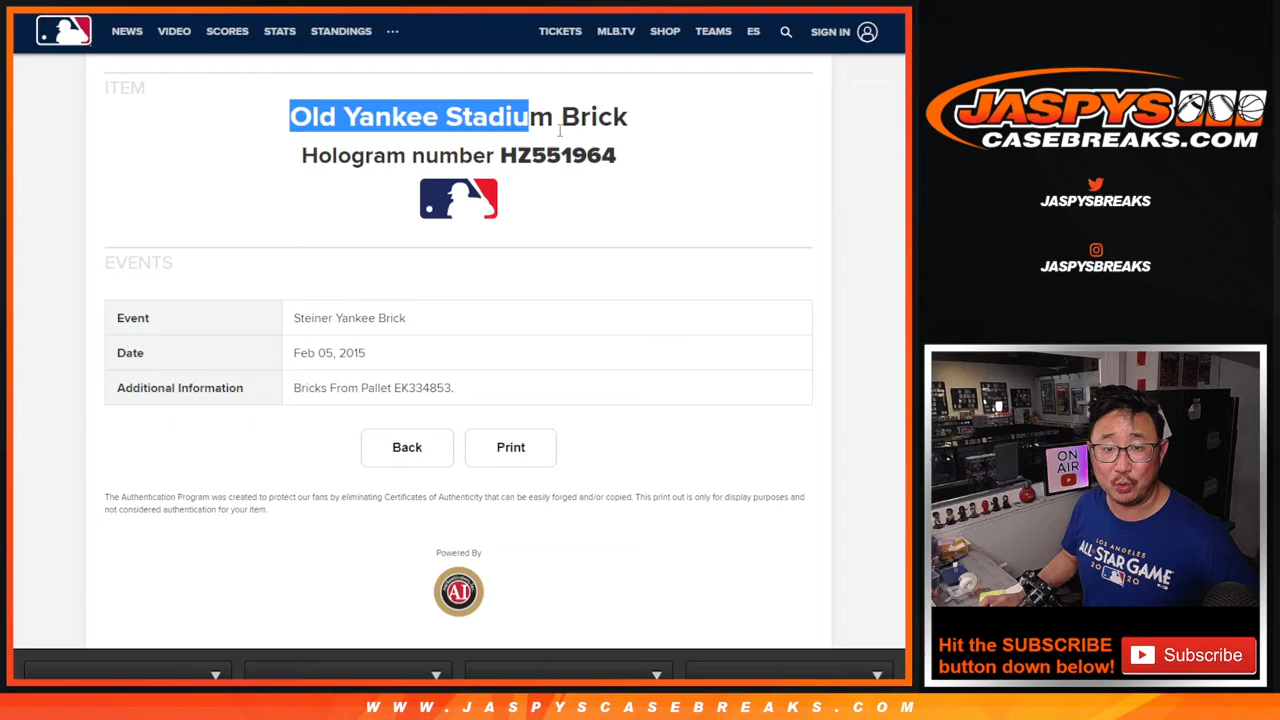 NEWS VIDEO SCORES STATS STANDINGS ... TICKETS MLB.TV SHOP TEAMS ES SIGN IN
ITEM
Old Yankee Stadium Brick
Hologram number HZ551964
EVENTS
Event Steiner Yankee Brick
Date Feb 05, 2015
Additional Information Bricks From Pallet EK334853.
Back Print
The Authentication Program was created to protect our fans by eliminating Certificates of Authenticity that can be easily forged and/or copied. This print out is only for display purposes and
not considered authentication for your item.
Powered By
AI
JASPYS
CASEBREAKS.COM
JASPYSBREAKS
JASPYSBREAKS
ON
AIR
LOS ANGELES
ALL STAR GAME
2020
Hit the SUBSCRIBE
button down below!
Subscribe
WWW.JASPYSCASEBREAKS.COM